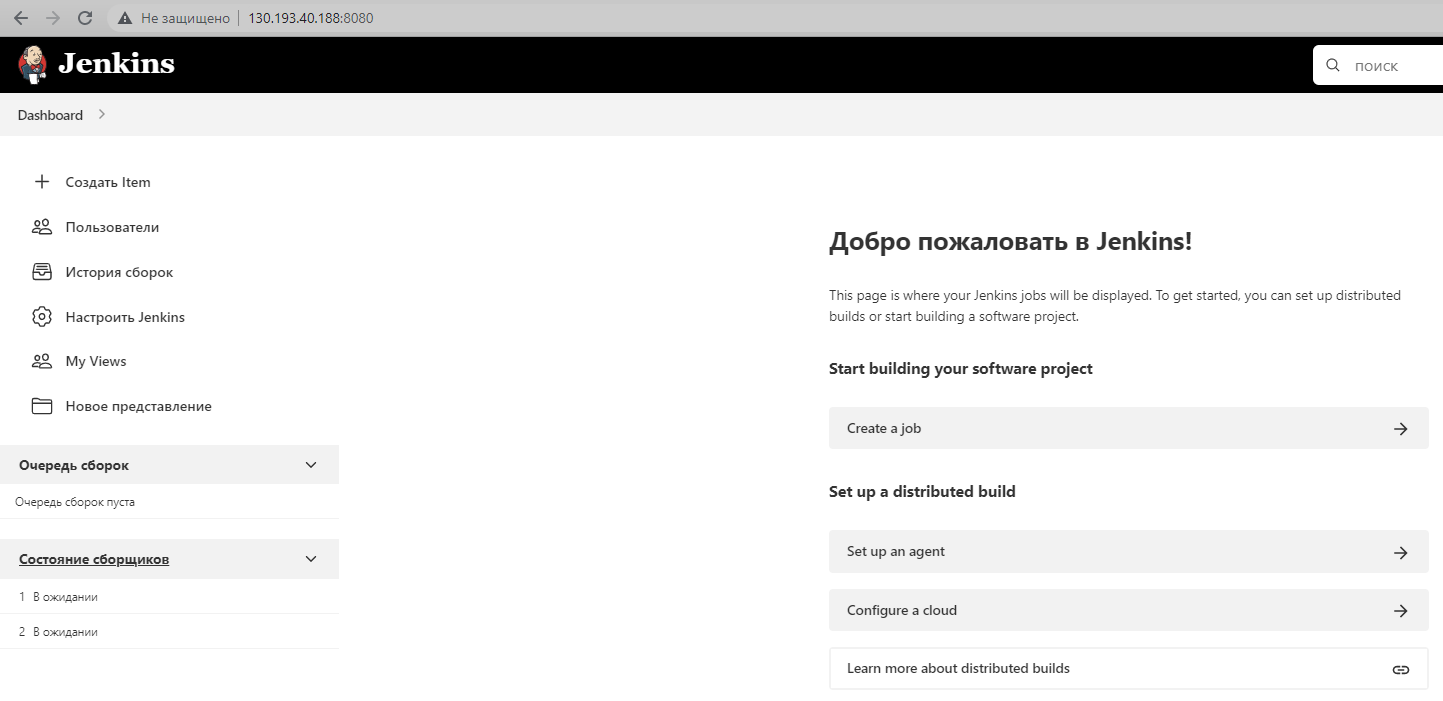 Не защищено 130.193.40.188:8080
Jenkins
поиск
Dashboard
Создать Item
Пользователи
История сборок
Настроить Jenkins
My Views
Новое представление
Очередь сборок
Очередь сборок пуста
Состояние сборщиков
1 В ожидании
2 В ожидании
Добро пожаловать в Jenkins!
This page is where your Jenkins jobs will be displayed. To get started, you can set up distributed
builds or start building a software project.
Start building your software project
Create a job
Set up a distributed build
Set up an agent
Configure a cloud
Learn more about distributed builds